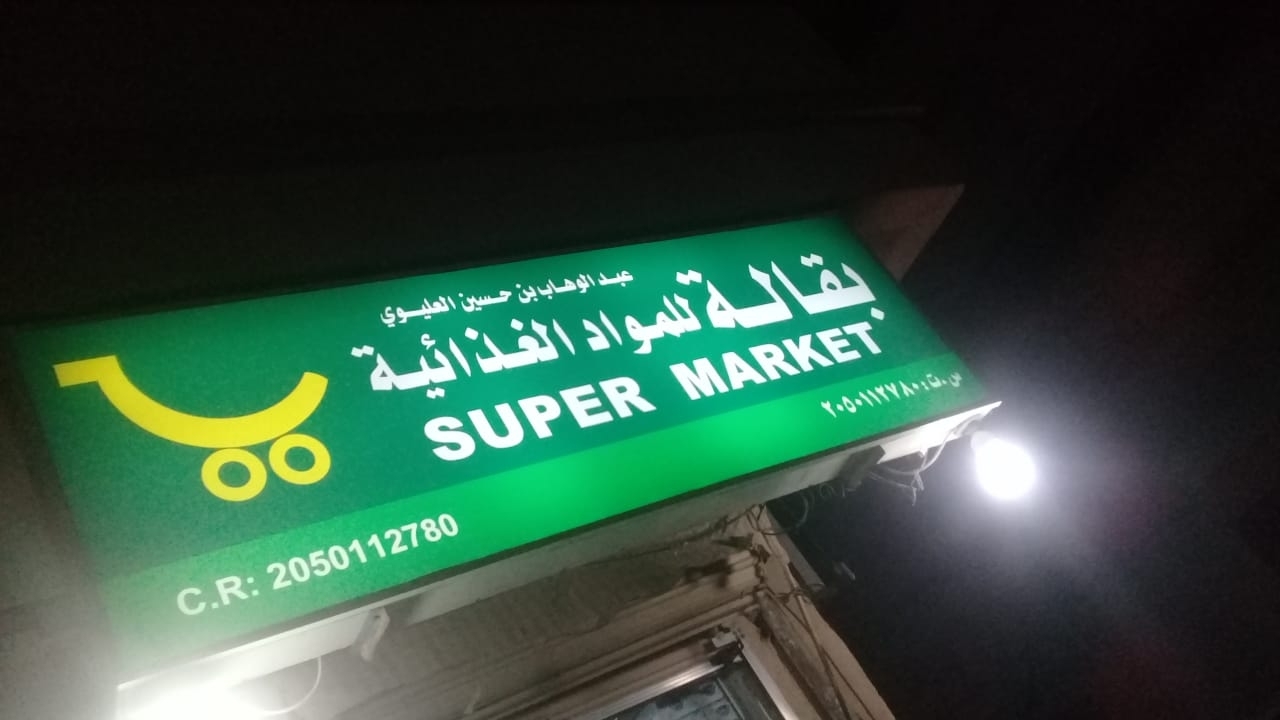 عبد الوهاب بن حسين العليوي
بقالة للمواد الغذائية
SUPER MARKET
س.ت: ٢٠٥٠١١٢٧٨٠
C.R: 2050112780